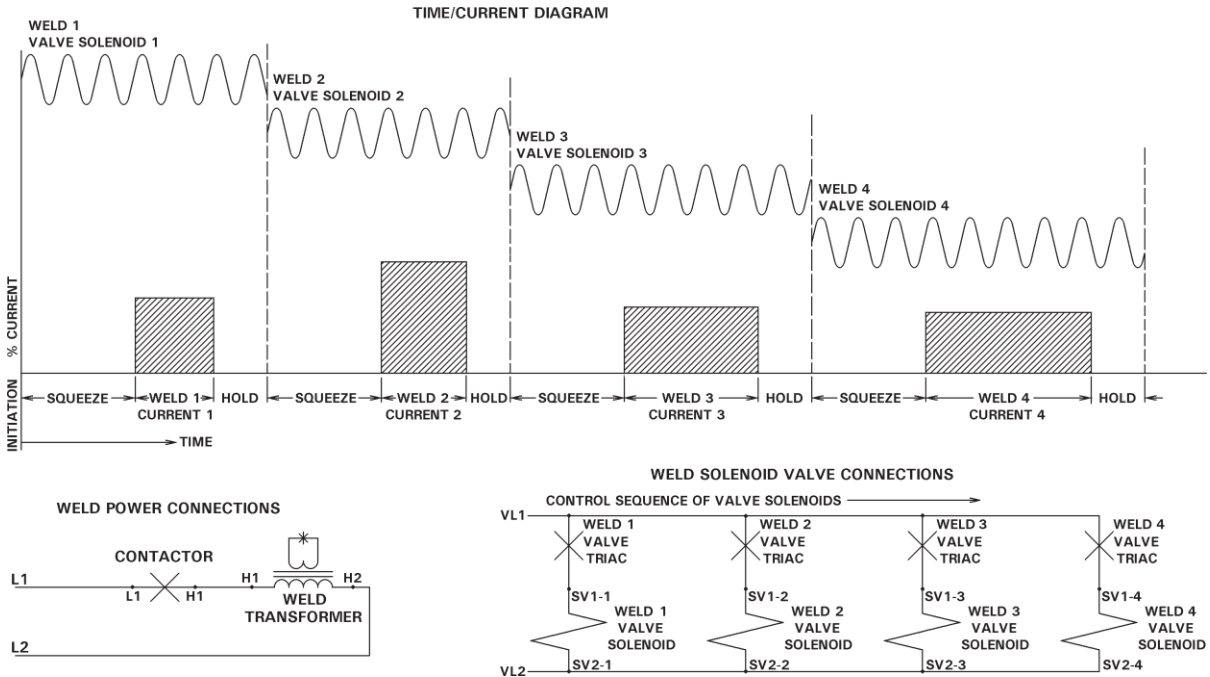 TIME/CURRENT DIAGRAM
WELD 1
VALVE SOLENOID 1
WELD 2
VALVE SOLENOID 2
WELD 3
VALVE SOLENOID 3
WELD 4
VALVE SOLENOID 4
% CURRENT
INITIATION
SQUEEZE
WELD 1
CURRENT 1
HOLD
SQUEEZE
WELD 2
CURRENT 2
HOLD
SQUEEZE
WELD 3
CURRENT 3
HOLD
SQUEEZE
WELD 4
CURRENT 4
HOLD
TIME
WELD POWER CONNECTIONS
CONTACTOR
L1
L1
H1
H1
H2
WELD
TRANSFORMER
L2
WELD SOLENOID VALVE CONNECTIONS
CONTROL SEQUENCE OF VALVE SOLENOIDS
VL1
WELD 1
VALVE
TRIAC
WELD 2
VALVE
TRIAC
WELD 3
VALVE
TRIAC
WELD 4
VALVE
TRIAC
SV1-1
SV1-2
SV1-3
SV1-4
WELD 1
VALVE
SOLENOID
WELD 2
VALVE
SOLENOID
WELD 3
VALVE
SOLENOID
WELD 4
VALVE
SOLENOID
VL2
SV2-1
SV2-2
SV2-3
SV2-4